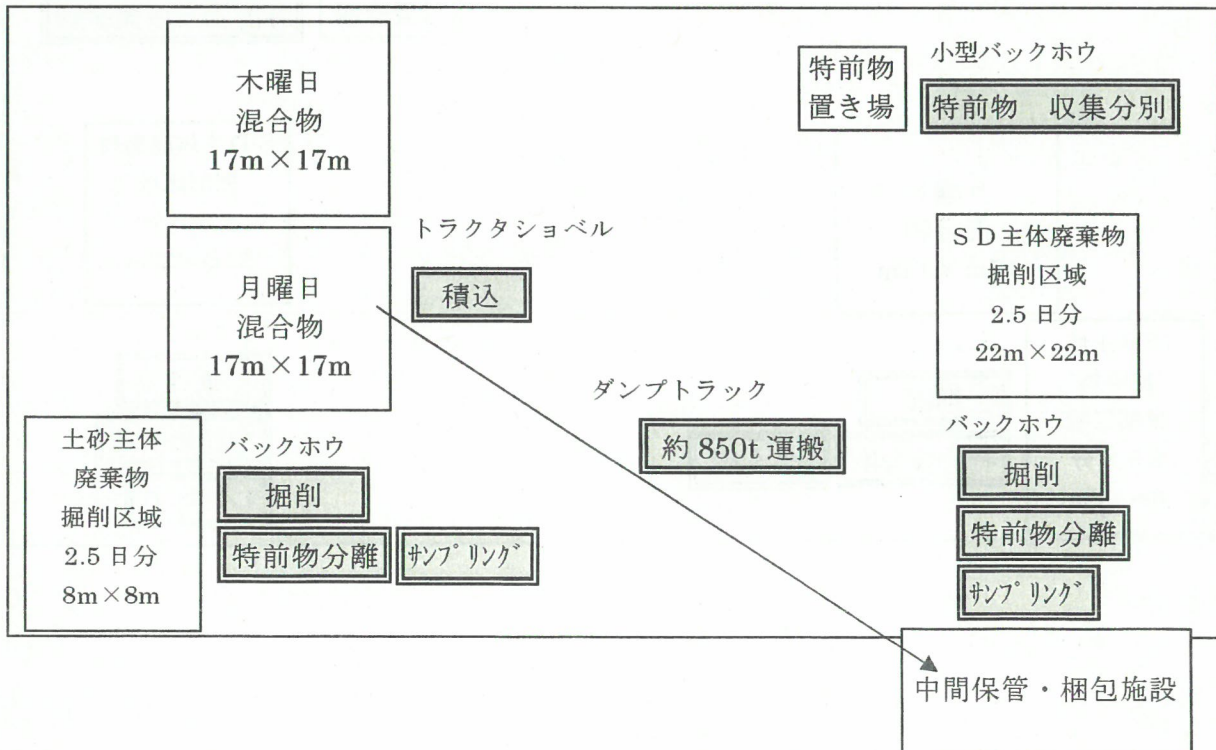 木曜日
混合物
17m×17m
特前物
置き場
小型バックホウ
特前物 収集分別
月曜日
混合物
17m×17m
トラクタショベル
積込
ＳＤ主体廃棄物
掘削区域
2.5 日分
22m×22m
ダンプトラック
約 850t 運搬
土砂主体
廃棄物
掘削区域
2.5 日分
8m×8m
バックホウ
掘削
特前物分離
ｻﾝﾌﾟﾘﾝｸﾞ
バックホウ
掘削
特前物分離
ｻﾝﾌﾟﾘﾝｸﾞ
中間保管・梱包施設